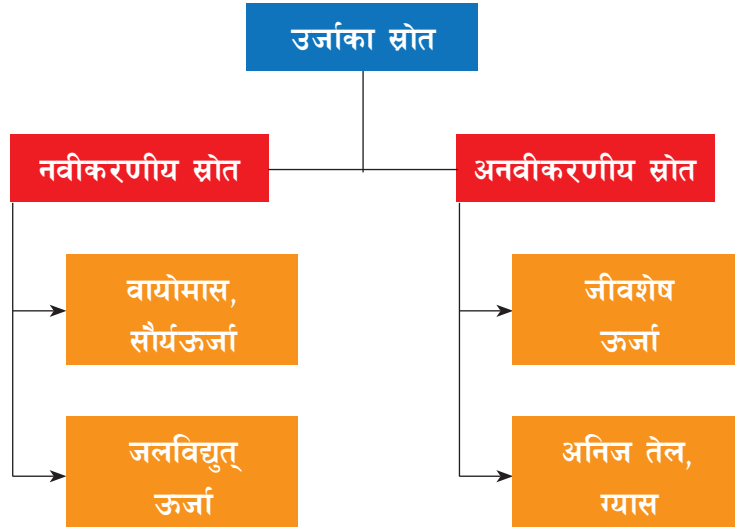 उर्जाका स्रोत
नवीकरणीय स्रोत
अनवीकरणीय स्रोत
वायोमास,
सौर्यऊर्जा
जीवशेष
ऊर्जा
जलविद्युत्
ऊर्जा
अनिज तेल,
ग्यास